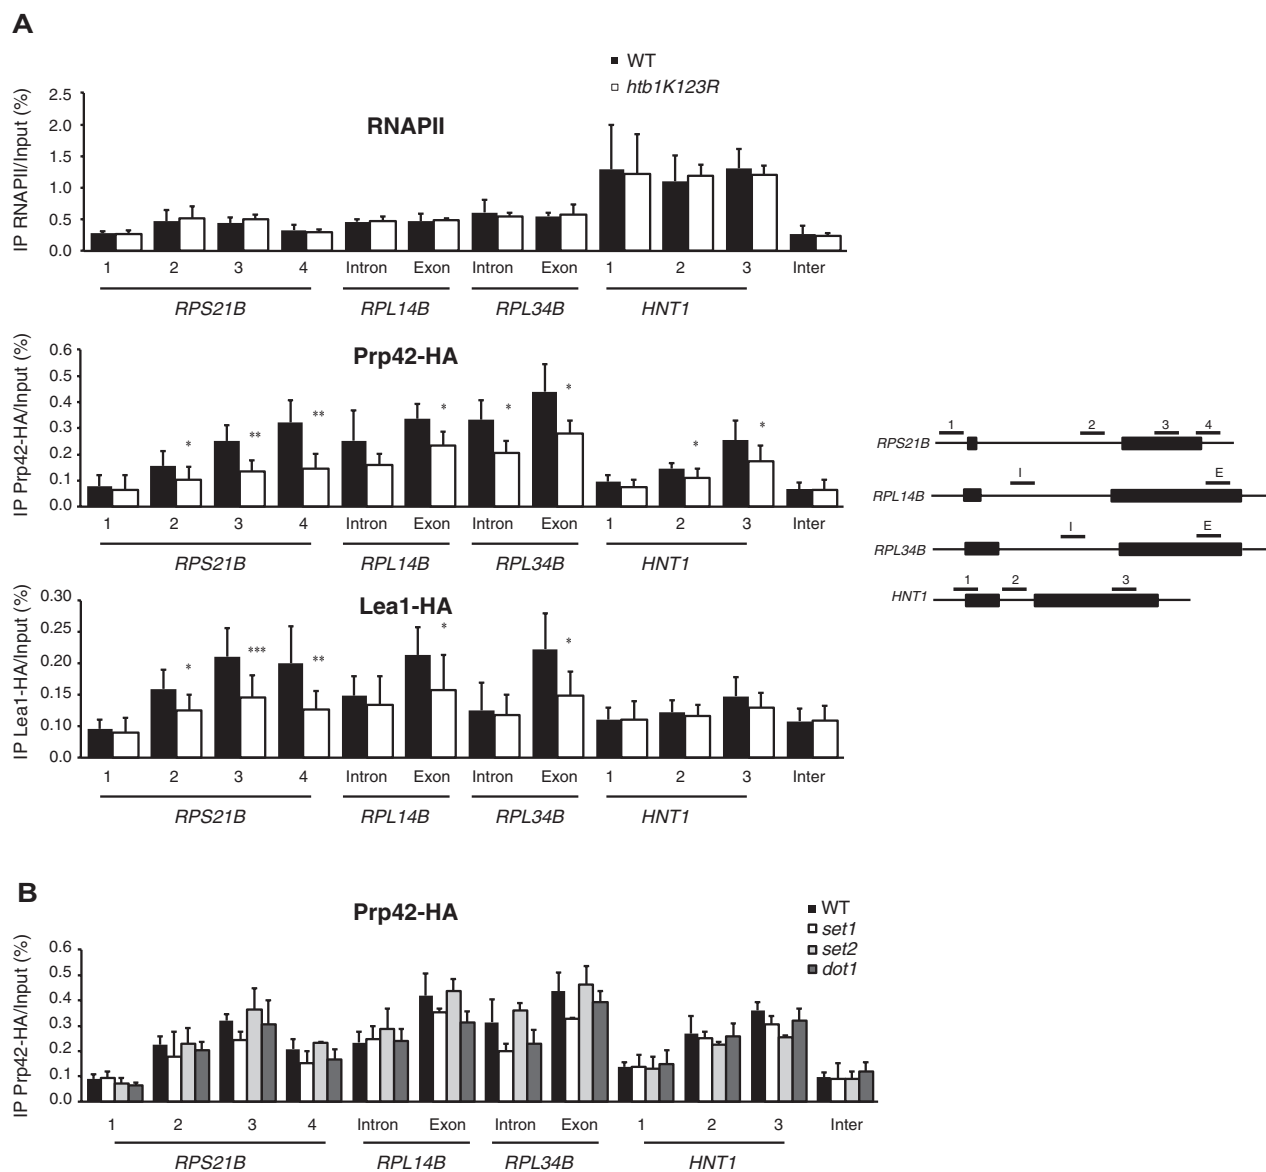 A
WT
htb1K123R
RNAPII
IP RNAPII/Input (%)
2.5
2.0
1.5
1.0
0.5
0.0
1 2 3 4 Intron Exon Intron Exon 1 2 3 Inter
RPS21B RPL14B RPL34B HNT1
Prp42-HA
IP Prp42-HA/Input (%)
0.6
0.5
0.4
0.3
0.2
0.1
0.0
* ** ** * * * * *
1 2 3 4 Intron Exon Intron Exon 1 2 3 Inter
RPS21B RPL14B RPL34B HNT1
RPS21B 1 2 3 4
RPL14B I E
RPL34B I E
HNT1 1 2 3
Lea1-HA
IP Lea1-HA/Input (%)
0.30
0.25
0.20
0.15
0.10
0.0
* *** ** * *
1 2 3 4 Intron Exon Intron Exon 1 2 3 Inter
RPS21B RPL14B RPL34B HNT1
B
Prp42-HA
WT
set1
set2
dot1
IP Prp42-HA/Input (%)
0.6
0.5
0.4
0.3
0.2
0.1
0.0
1 2 3 4 Intron Exon Intron Exon 1 2 3 Inter
RPS21B RPL14B RPL34B HNT1